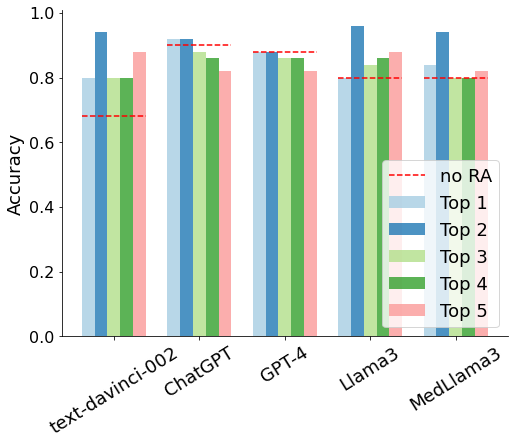 1.0
0.8
0.6
0.4
0.2
0.0
Accuracy
no RA
Top 1
Top 2
Top 3
Top 4
Top 5
text-davinci-002
ChatGPT
GPT-4
Llama3
MedLlama3